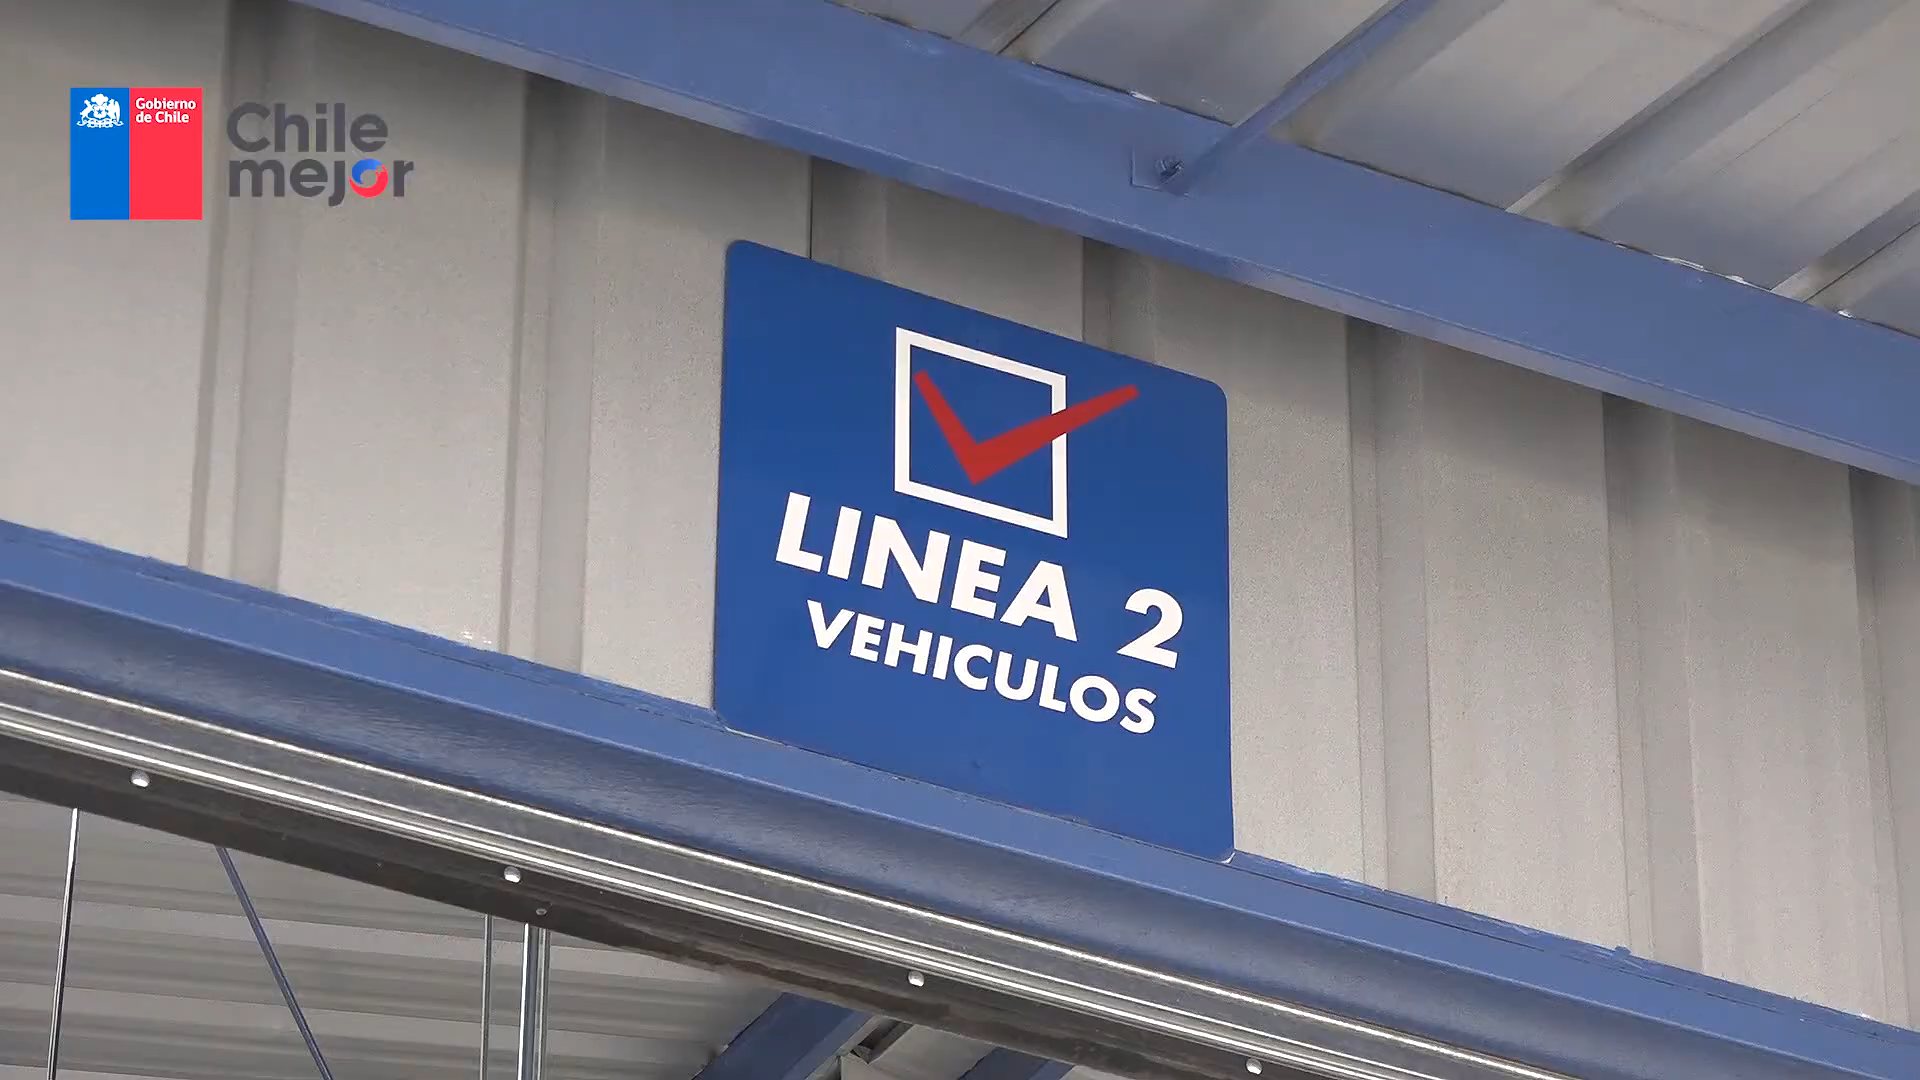 Gobierno
de Chile
Chile
mejor
LINEA 2
VEHICULOS